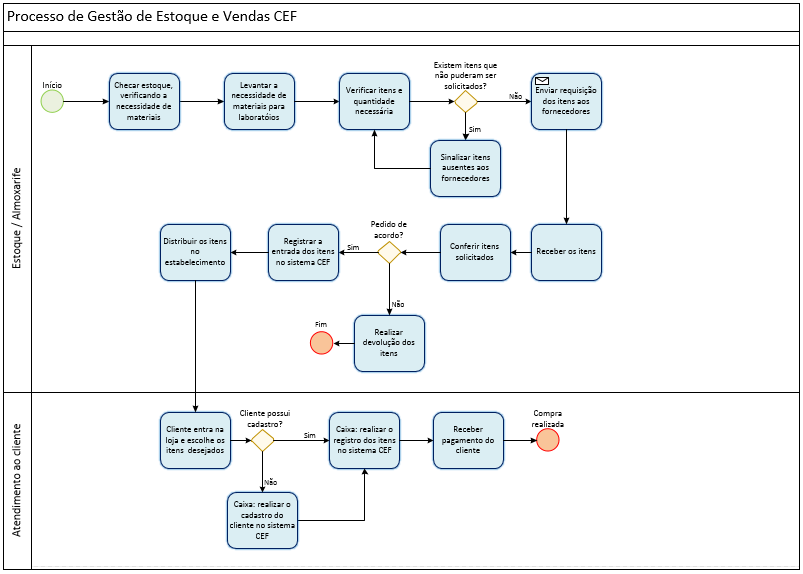 Processo de Gestão de Estoque e Vendas CEF
Estoque / Almoxarife
Início
Checar estoque,
verificando a
necessidade de
materiais
Levantar a
necessidade de
materiais para
laboratóios
Verificar itens e
quantidade
necessária
Existem itens que
não puderam ser
solicitados?
Não
Sim
Enviar requisição
dos itens aos
fornecedores
Sinalizar itens
ausentes aos
fornecedores
Receber os itens
Conferir itens
solicitados
Pedido de
acordo?
Sim
Não
Registrar a
entrada dos itens
no sistema CEF
Distribuir os itens
no
estabelecimento
Realizar
devolução dos
itens
Fim
Atendimento ao cliente
Cliente entra na
loja e escolhe os
itens desejados
Cliente possui
cadastro?
Sim
Não
Caixa: realizar o
cadastro do
cliente no sistema
CEF
Caixa: realizar o
registro dos itens
no sistema CEF
Receber
pagamento do
cliente
Compra
realizada